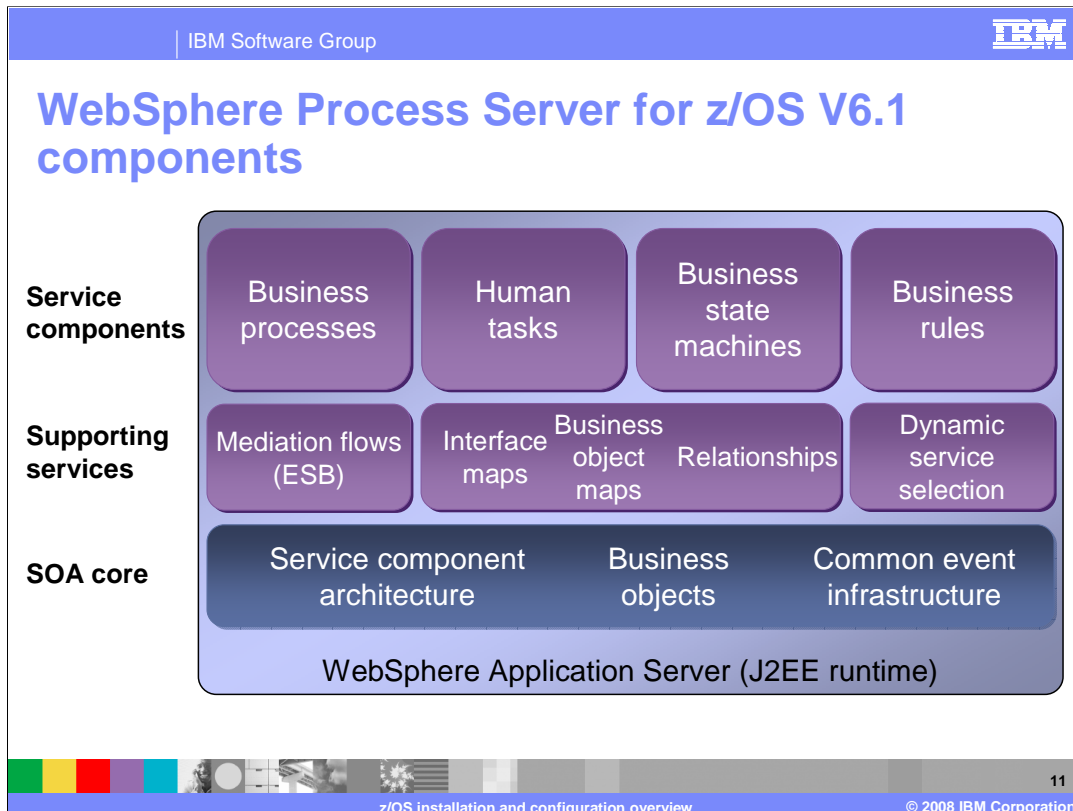 IBM Software Group
IBM
WebSphere Process Server for z/OS V6.1
components
Service
components
Business
processes
Human
tasks
Business
state
machines
Business
rules
Supporting
services
Mediation flows
(ESB)
Interface
maps
Business
object
maps
Relationships
Dynamic
service
selection
SOA core
Service component
architecture
Business
objects
Common event
infrastructure
WebSphere Application Server (J2EE runtime)
11
z/OS installation and configuration overview
© 2008 IBM Corporation